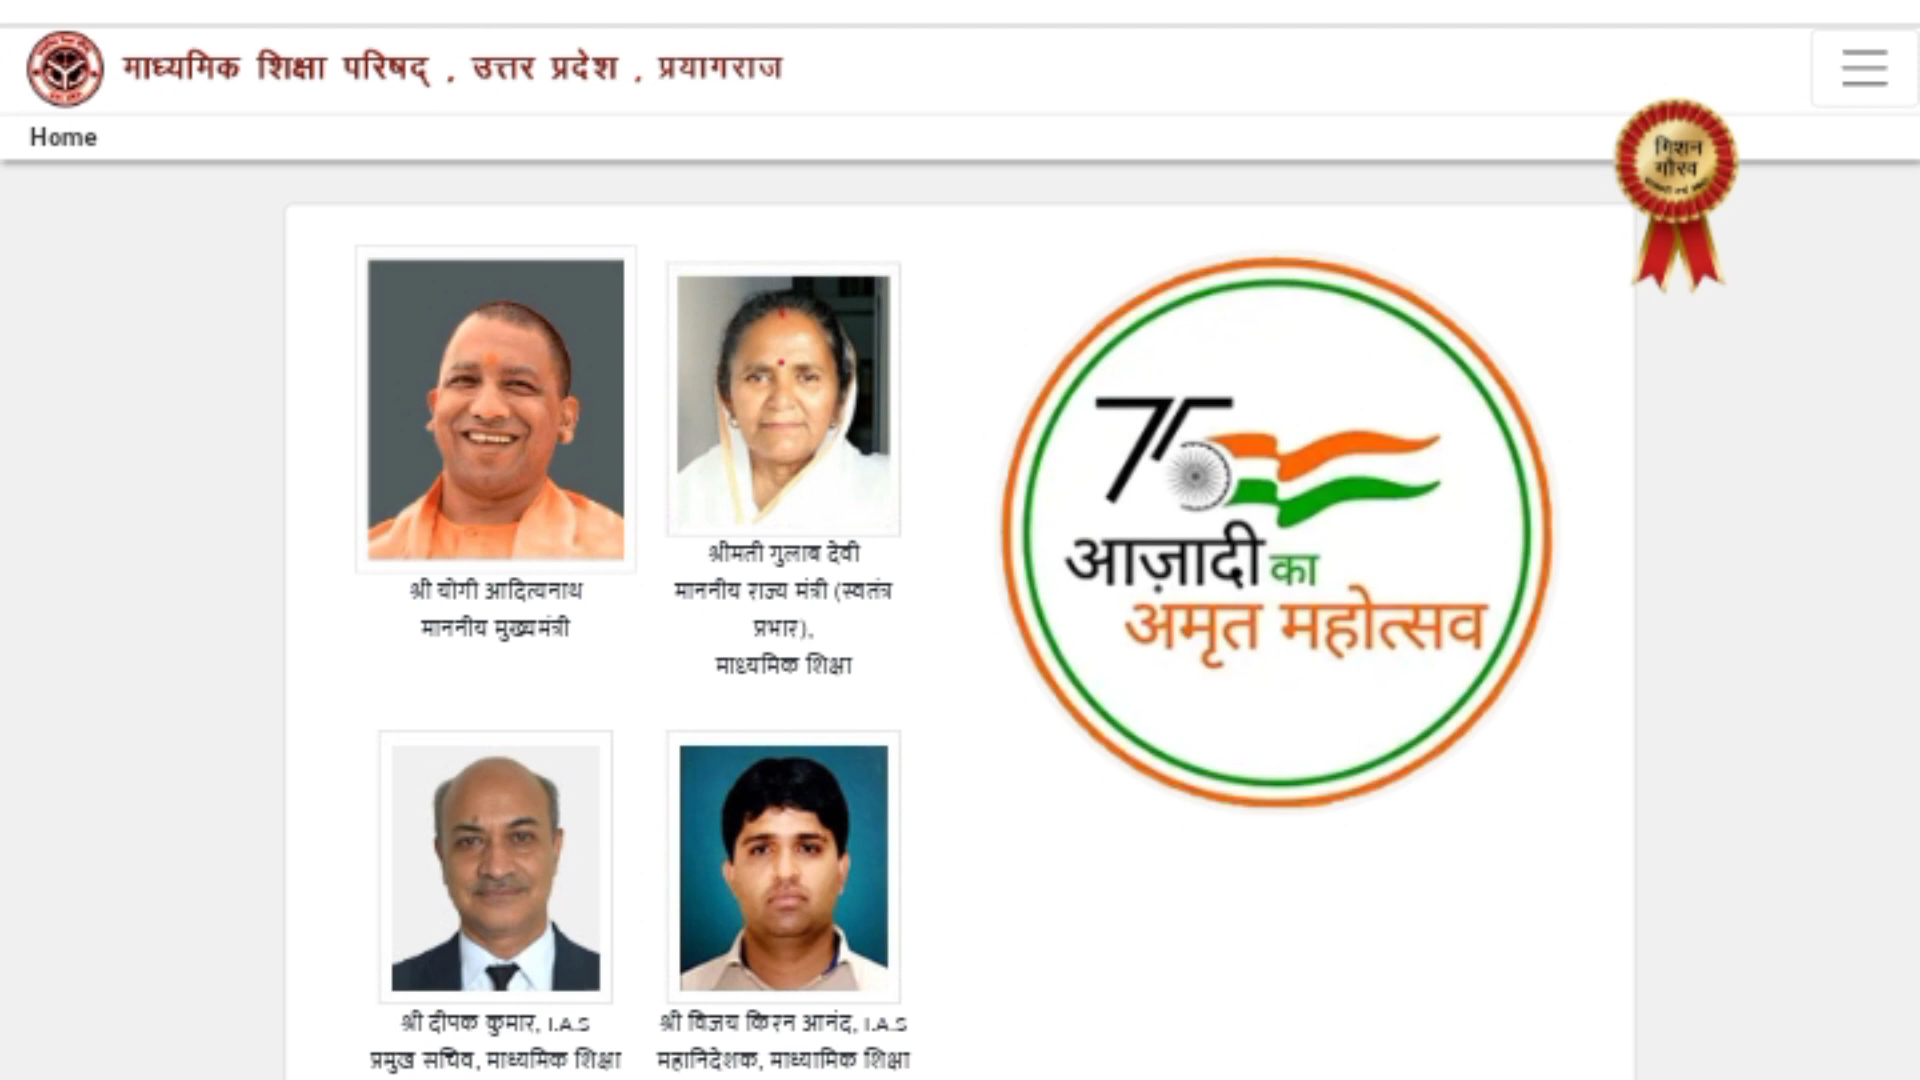 माध्यमिक शिक्षा परिषद् , उत्तर प्रदेश , प्रयागराज
Home
मिशन
गौरव
श्री योगी आदित्यनाथ
माननीय मुख्यमंत्री
श्रीमती गुलाब देवी
माननीय राज्य मंत्री (स्वतंत्र
प्रभार),
माध्यमिक शिक्षा
75
आज़ादी का
अमृत महोत्सव
श्री दीपक कुमार, I.A.S
प्रमुख सचिव, माध्यमिक शिक्षा
श्री विजय किरन आनंद, I.A.S
महानिदेशक, माध्यामिक शिक्षा